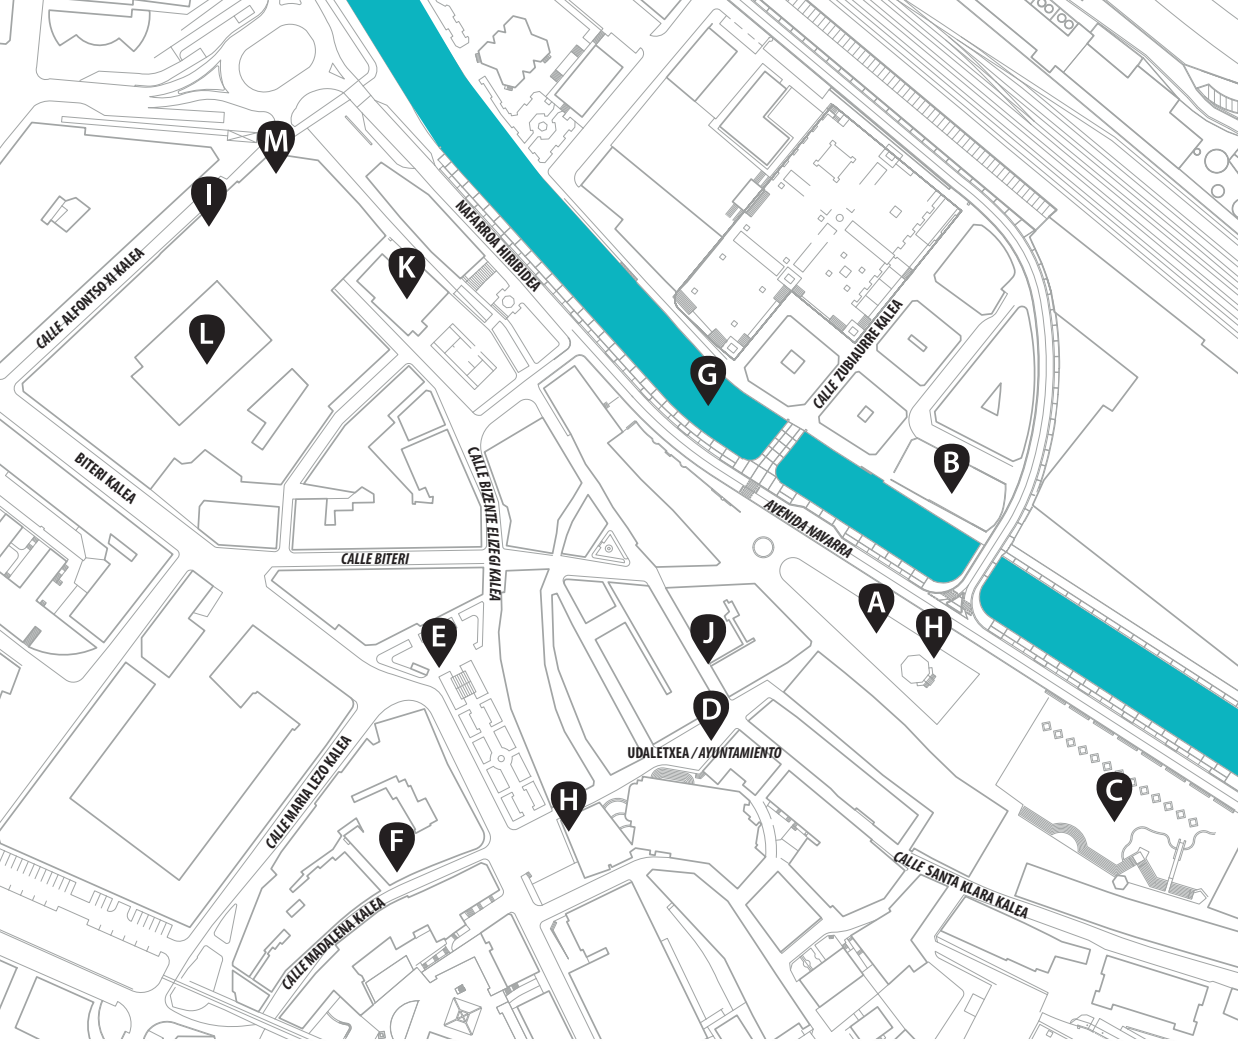 M
I
NAFARROA HIRIBIDEA
K
CALLE ALFONTSO XI KALEA
L
CALLE ZUBIAURRE KALEA
G
BITERI KALEA
CALLE BIZENTE ELIZEGI KALEA
B
AVENIDA NAVARRA
CALLE BITERI
A
H
E
J
D
UDALETXEA / AYUNTAMIENTO
CALLE MARIA LEZO KALEA
H
C
F
CALLE SANTA KLARA KALEA
CALLE MADALENA KALEA